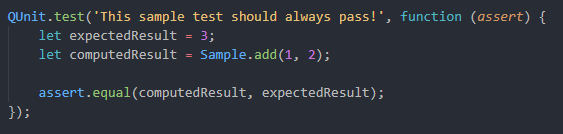 QUnit.test('This sample test should always pass!', function (assert) {
    let expectedResult = 3;
    let computedResult = Sample.add(1, 2);

    assert.equal(computedResult, expectedResult);
});